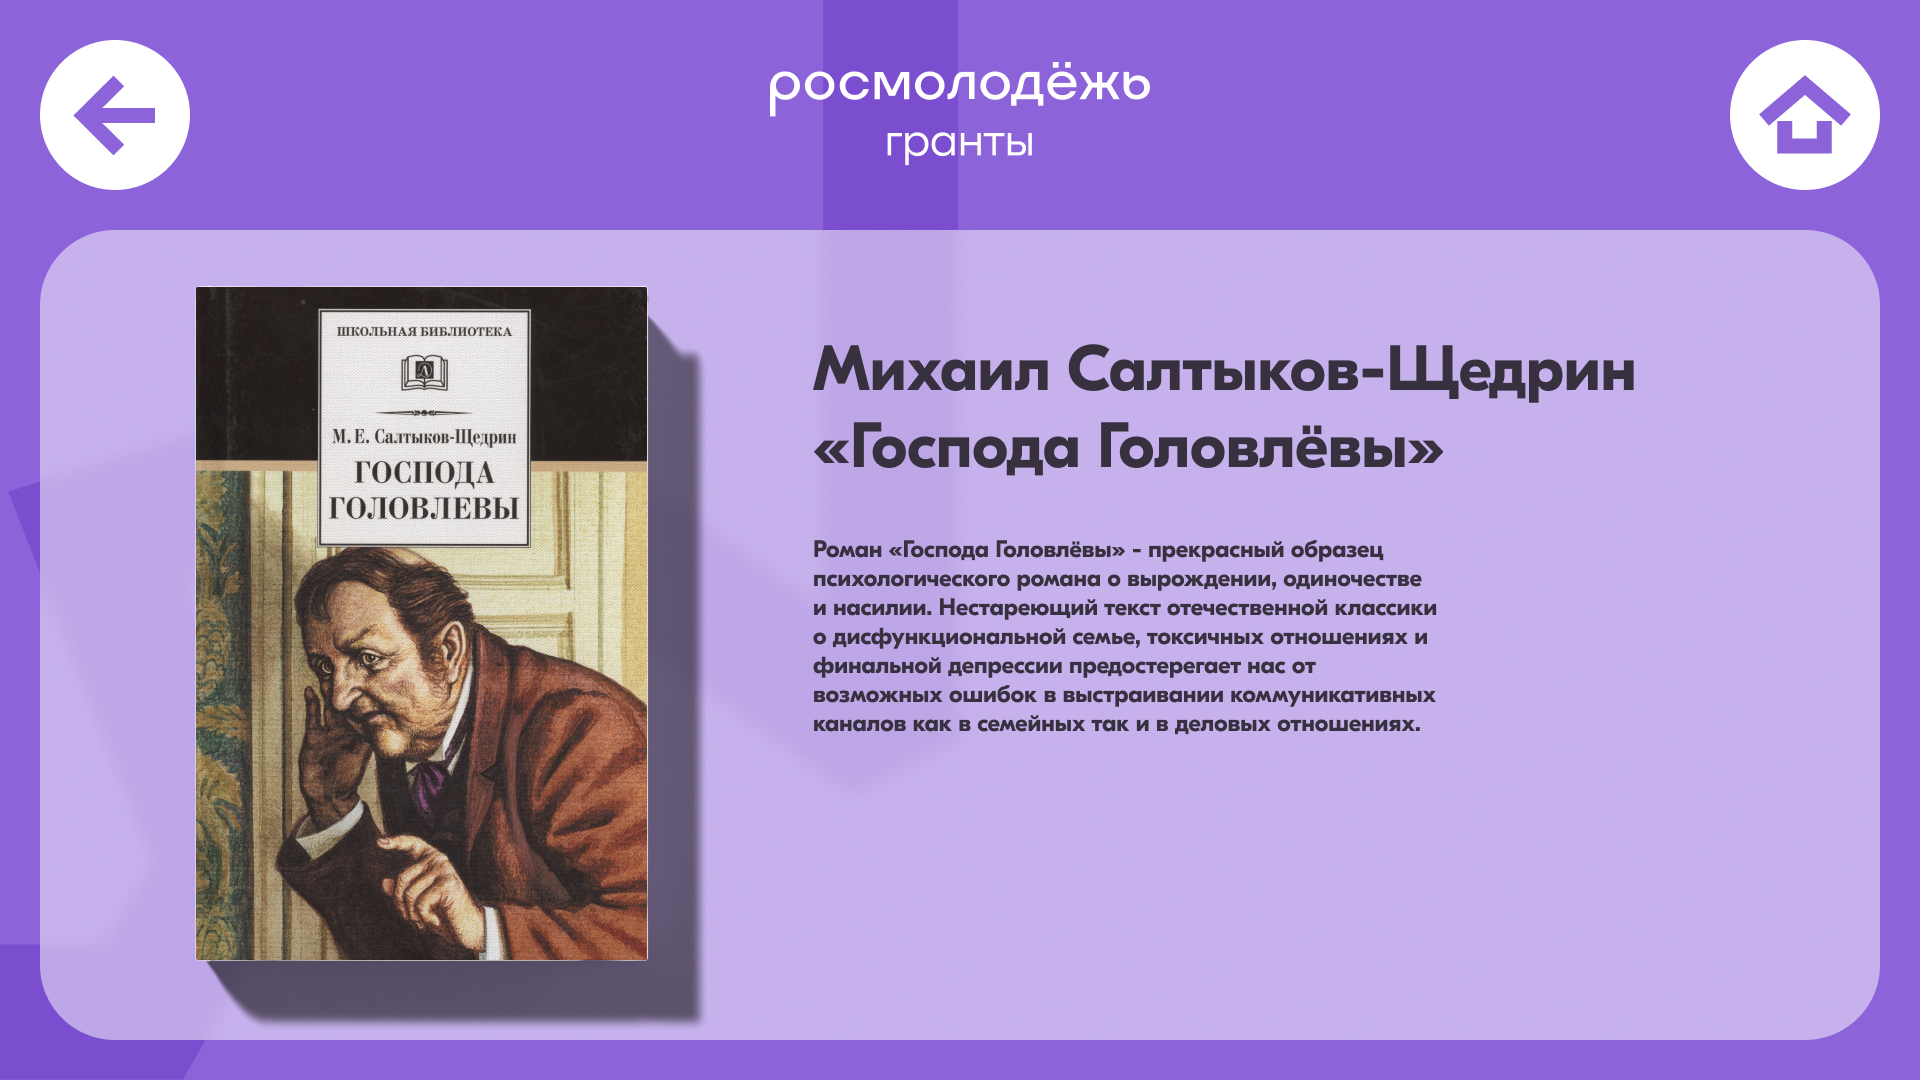 росмолодёжь
гранты
ШКОЛЬНАЯ БИБЛИОТЕКА
М. Е. Салтыков-Щедрин
ГОСПОДА
ГОЛОВЛЕВЫ
Михаил Салтыков-Щедрин
«Господа Головлёвы»
Роман «Господа Головлёвы» - прекрасный образец
психологического романа о вырождении, одиночестве
и насилии. Нестареющий текст отечественной классики
о дисфункциональной семье, токсичных отношениях и
финальной депрессии предостерегает нас от
возможных ошибок в выстраивании коммуникативных
каналов как в семейных так и в деловых отношениях.